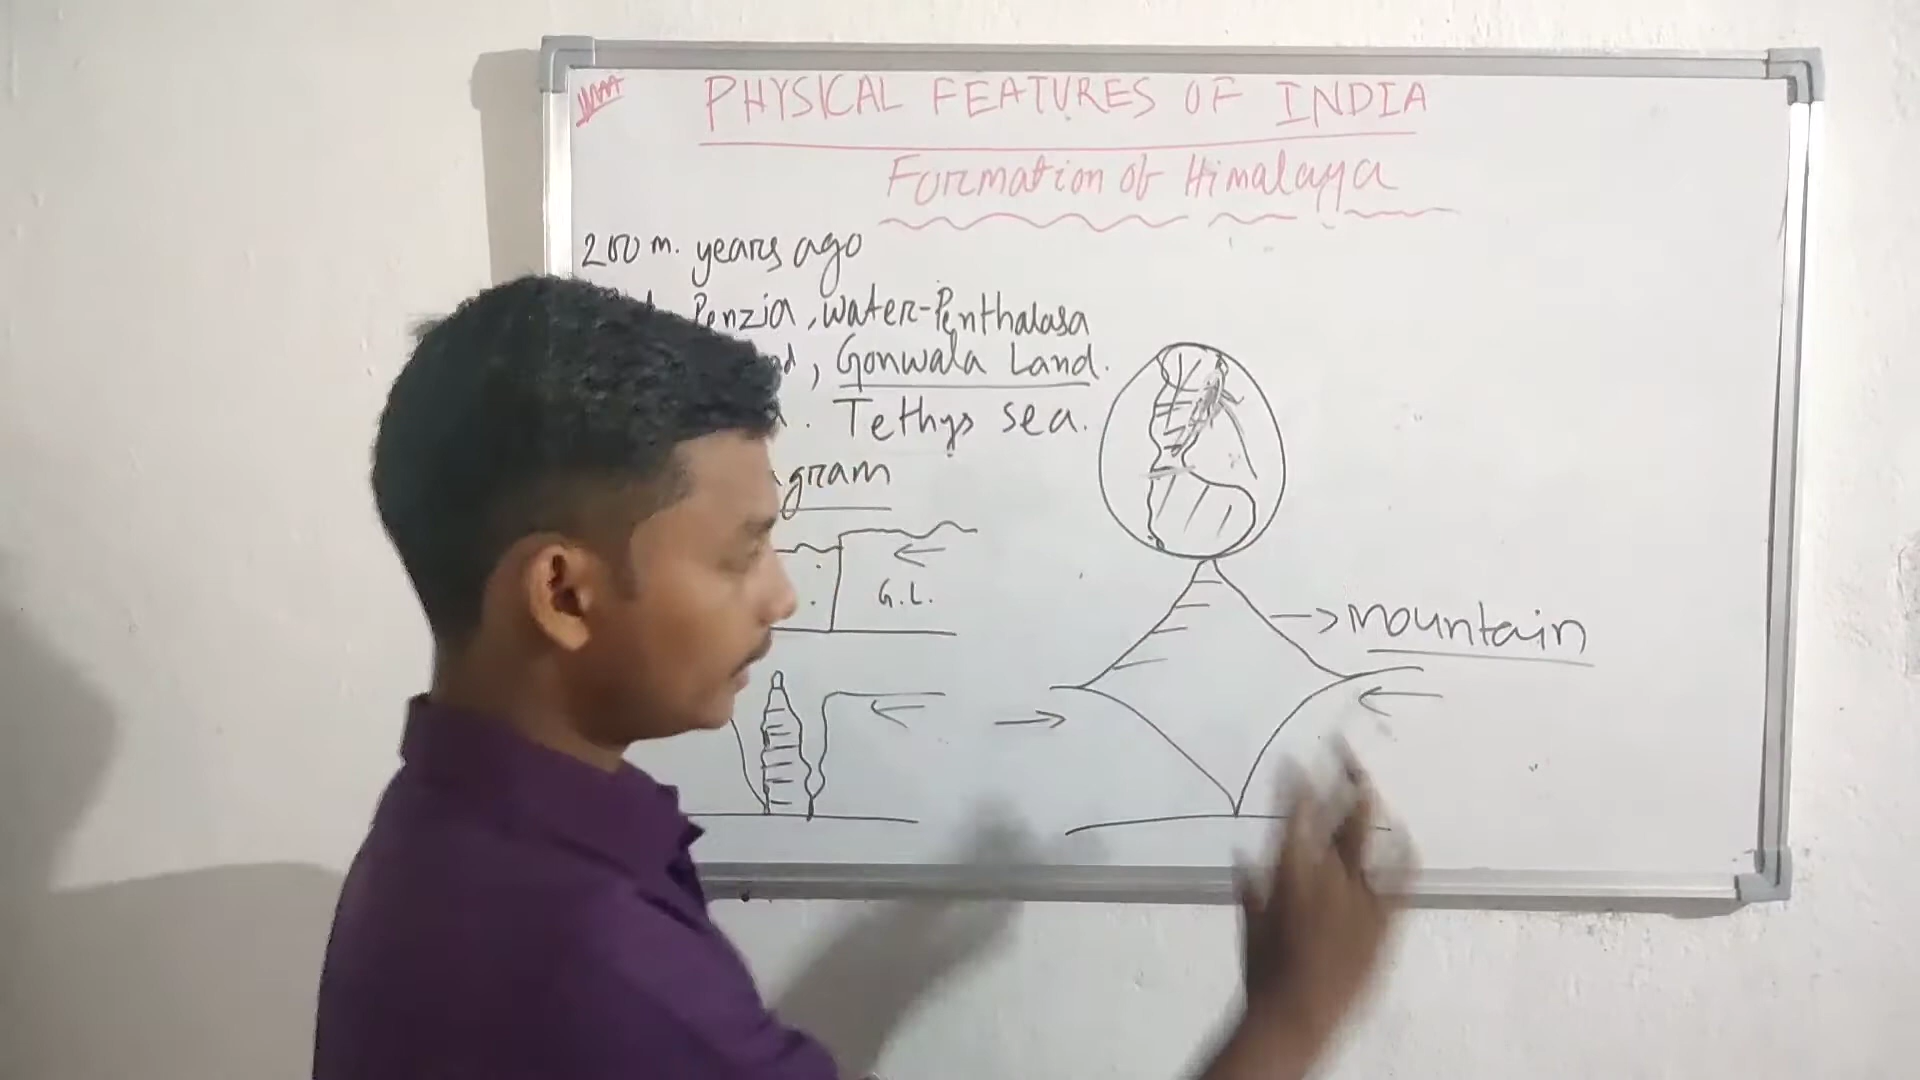 PHYSICAL FEATURES OF INDIA
Formation of Himalaya
200 m. years ago
Penzia, water-Penthalasa
, Gonwala Land.
. Tethys sea.
gram
G.L.
→ mountain